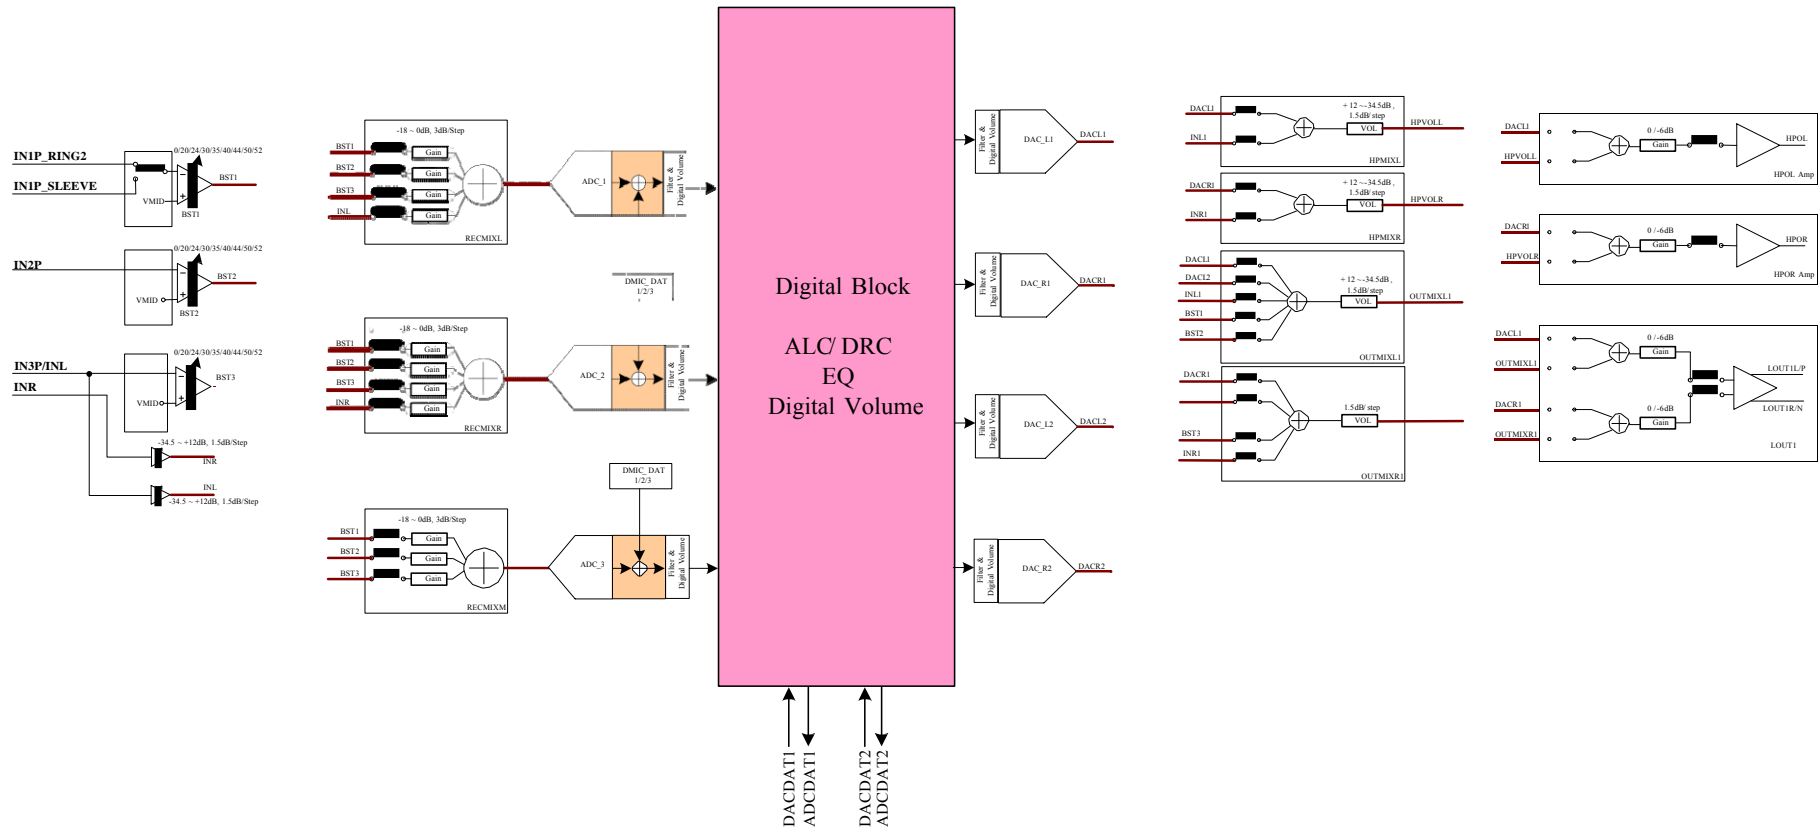 IN1P_RING2
IN1P_SLEEVE
0/20/24/30/35/40/44/50/52
BST1
VMID
BST1
IN2P
0/20/24/30/35/40/44/50/52
BST2
VMID
BST2
IN3P/INL
INR
0/20/24/30/35/40/44/50/52
BST3
VMID
-34.5 ~ +12dB, 1.5dB/Step
INR
INL
-34.5 ~ +12dB, 1.5dB/Step
-18 ~ 0dB, 3dB/Step
BST1
Gain
BST2
Gain
BST3
Gain
INL
Gain
RECMIXL
ADC_1
Filter &
Digital Volume
DMIC_DAT
1/2/3
-18 ~ 0dB, 3dB/Step
BST1
Gain
BST2
Gain
BST3
Gain
INR
Gain
RECMIXR
ADC_2
Filter &
Digital Volume
DMIC_DAT
1/2/3
-18 ~ 0dB, 3dB/Step
BST1
Gain
BST2
Gain
BST3
Gain
RECMIXM
ADC_3
Filter &
Digital Volume
Digital Block
ALC/ DRC
EQ
Digital Volume
DACDAT1
ADCDAT1
DACDAT2
ADCDAT2
Filter &
Digital Volume
DAC_L1
DACL1
Filter &
Digital Volume
DAC_R1
DACR1
Filter &
Digital Volume
DAC_L2
DACL2
Filter &
Digital Volume
DAC_R2
DACR2
DACL1
INL1
+ 12 ~-34.5dB ,
1.5dB/step
VOL
HPVOLL
HPMIXL
DACR1
INR1
+ 12 ~-34.5dB ,
1.5dB/step
VOL
HPVOLR
HPMIXR
DACL1
DACL2
INL1
BST1
BST2
+ 12 ~-34.5dB ,
1.5dB/step
VOL
OUTMIXL1
OUTMIXL1
DACR1
BST3
INR1
1.5dB/step
VOL
OUTMIXR1
DACL1
HPVOLL
0 /-6dB
Gain
HPOL
HPOL Amp
DACR1
HPVOLR
0 /-6dB
Gain
HPOR
HPOR Amp
DACL1
OUTMIXL1
0 /-6dB
Gain
DACR1
OUTMIXR1
0 /-6dB
Gain
LOUT1L/P
LOUT1R/N
LOUT1